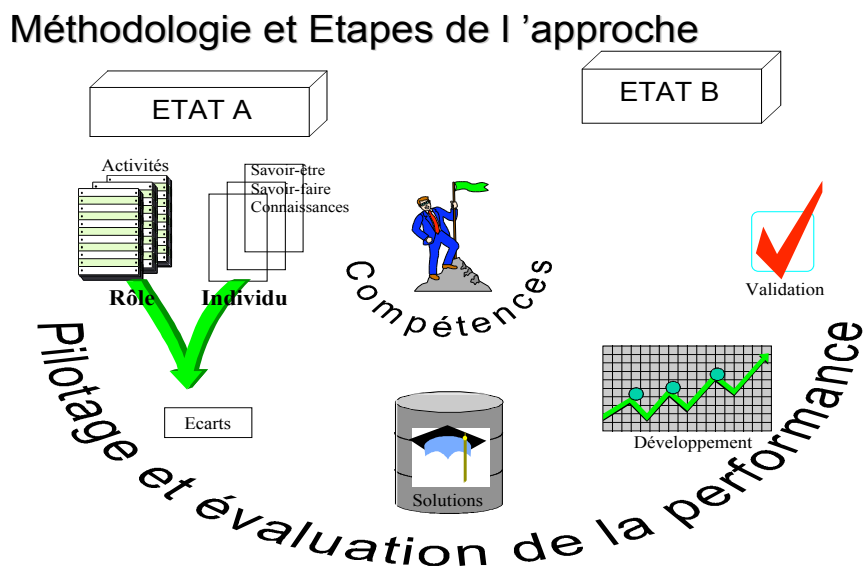 Méthodologie et Etapes de l ’approche
ETAT A
ETAT B
Activités
Savoir-être
Savoir-faire
Connaissances
Rôle
Individu
Compétences
Validation
Ecarts
Solutions
Développement
Pilotage et évaluation de la performance